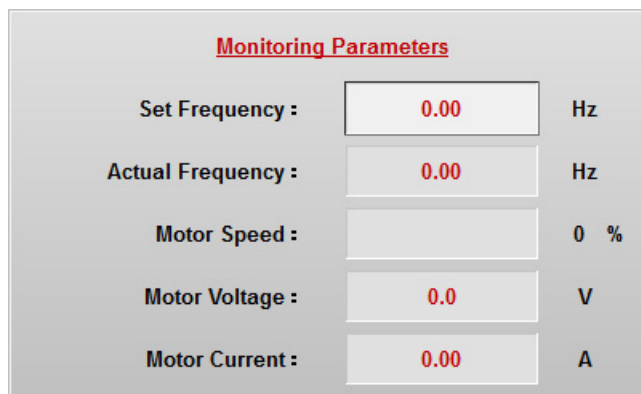 Monitoring Parameters
Set Frequency : 0.00 Hz
Actual Frequency : 0.00 Hz
Motor Speed : 0 %
Motor Voltage : 0.0 V
Motor Current : 0.00 A